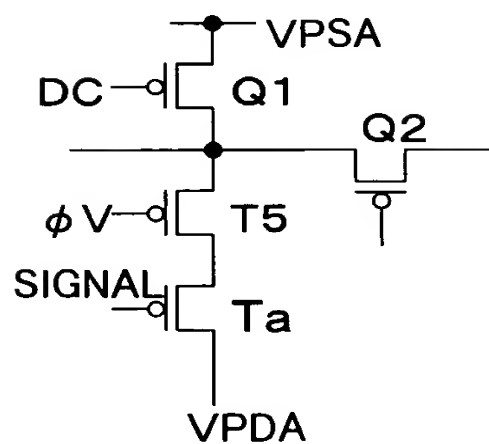 VPSA
DC
Q1
Q2
φV
T5
SIGNAL
Ta
VPDA